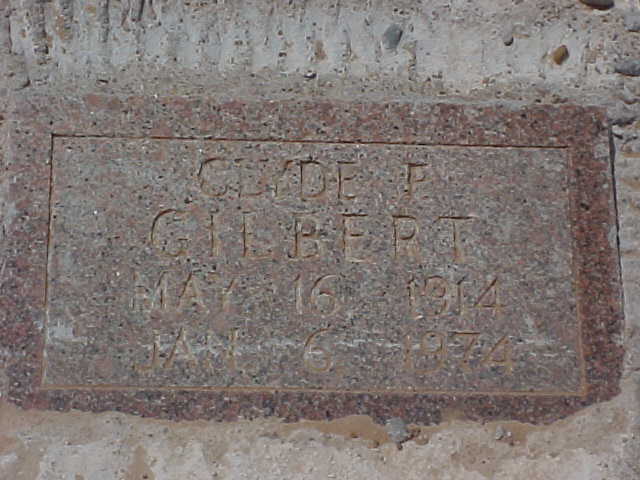 CLYDE F.
GILBERT
MAY 16 1914
JAN 6 1974